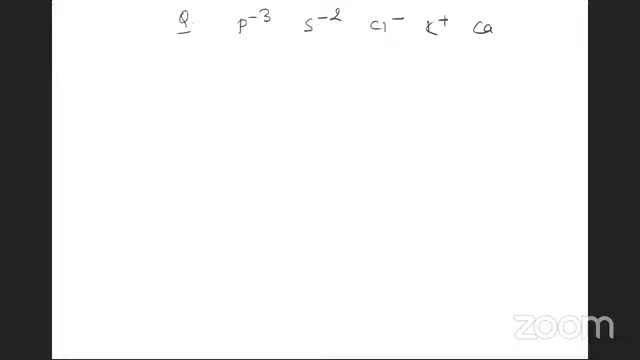 Q. P⁻³ S⁻² Cl⁻ K⁺ Ca
zoom